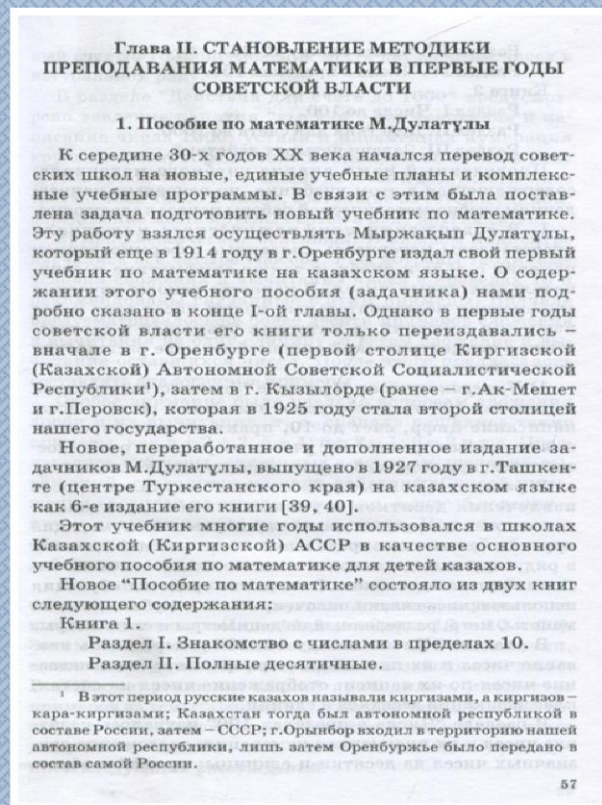 Глава II. СТАНОВЛЕНИЕ МЕТОДИКИ
ПРЕПОДАВАНИЯ МАТЕМАТИКИ В ПЕРВЫЕ ГОДЫ
СОВЕТСКОЙ ВЛАСТИ
1. Пособие по математике М.Дулатұлы
К середине 30-х годов XX века начался перевод совет-
ских школ на новые, единые учебные планы и комплекс-
ные учебные программы. В связи с этим была постав-
лена задача подготовить новый учебник по математике.
Эту работу взялся осуществлять Мыржақып Дулатұлы,
который еще в 1914 году в г.Оренбурге издал свой первый
учебник по математике на казахском языке. О содер-
жании этого учебного пособия (задачника) нами под-
робно сказано в конце I-ой главы. Однако в первые годы
советской власти его книги только переиздавались –
вначале в г. Оренбурге (первой столице Киргизской
(Казахской) Автономной Советской Социалистической
Республики¹), затем в г. Кызылорде (ранее – г.Ак-Мешет
и г.Перовск), которая в 1925 году стала второй столицей
нашего государства.
Новое, переработанное и дополненное издание за-
дачников М.Дулатұлы, выпущено в 1927 году в г.Ташкен-
те (центре Туркестанского края) на казахском языке
как 6-е издание его книги [39, 40].
Этот учебник многие годы использовался в школах
Казахской (Киргизской) АССР в качестве основного
учебного пособия по математике для детей казахов.
Новое "Пособие по математике" состояло из двух книг
следующего содержания:
Книга 1.
Раздел I. Знакомство с числами в пределах 10.
Раздел II. Полные десятичные.
¹ В этот период русские казахов называли киргизами, а киргизов –
кара-киргизами; Казахстан тогда был автономной республикой в
составе России, затем – СССР; г.Орынбор входил в территорию нашей
автономной республики, лишь затем Оренбуржье было передано в
состав самой России.
57